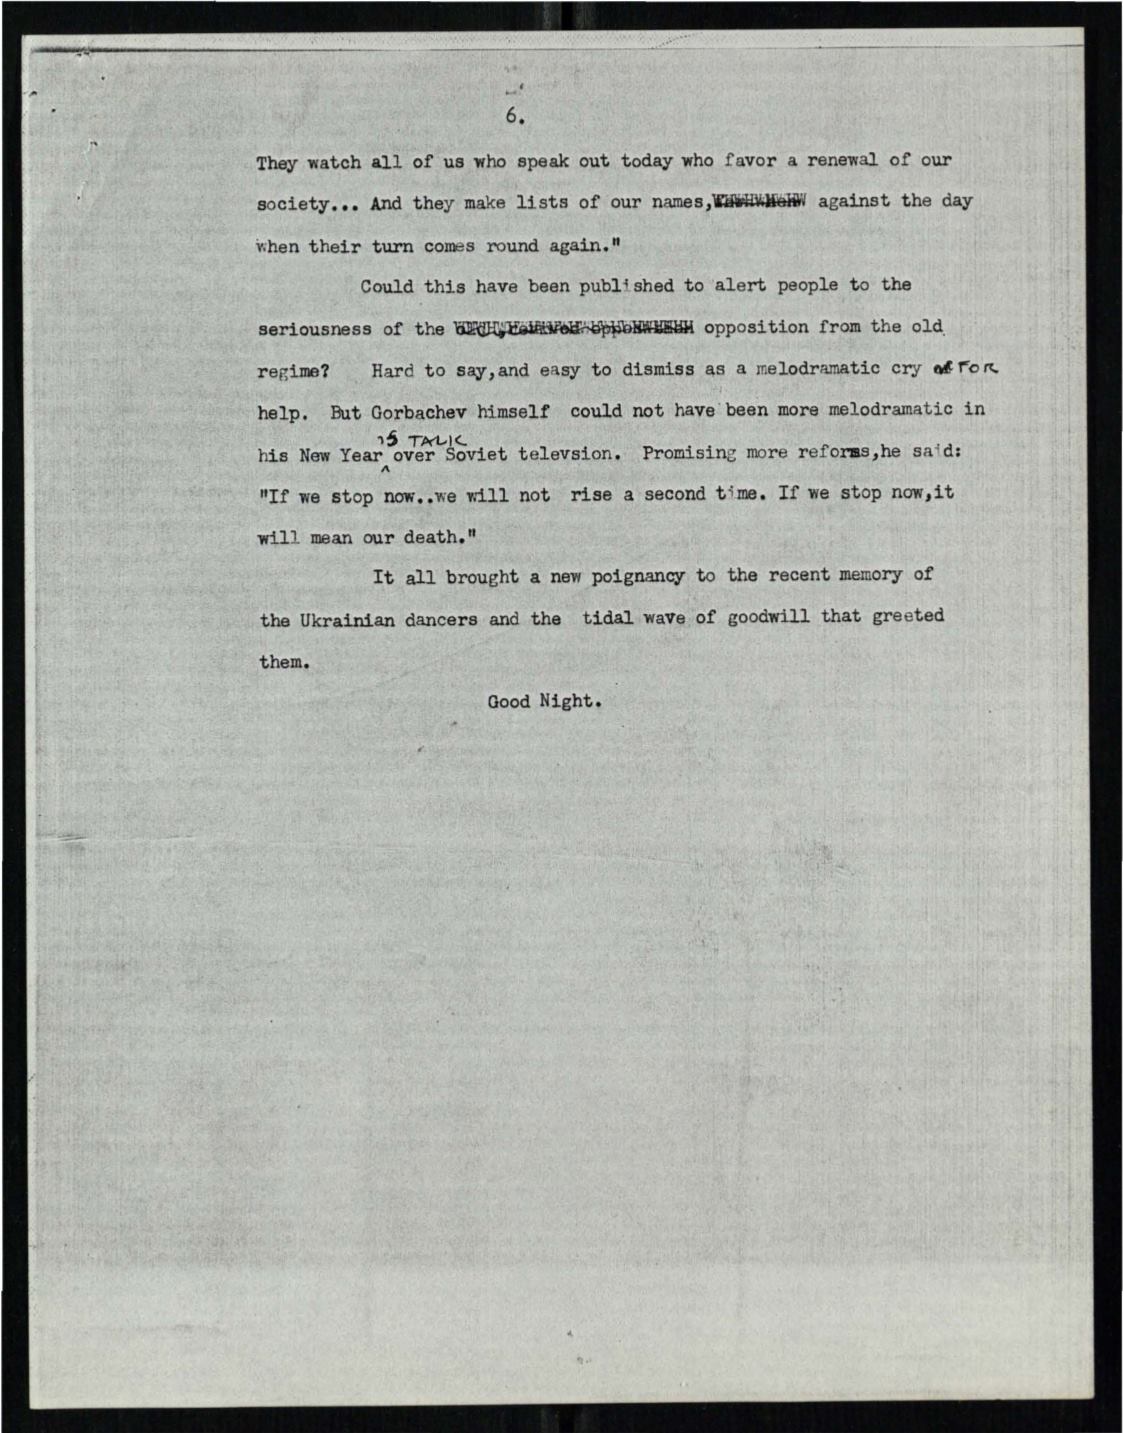 6.
They watch all of us who speak out today who favor a renewal of our
society... And they make lists of our names, against the day
when their turn comes round again."
Could this have been published to alert people to the
seriousness of the opposition from the old
regime? Hard to say,and easy to dismiss as a melodramatic cry of FOR
help. But Gorbachev himself could not have been more melodramatic in
'S TALK
his New Year over Soviet televsion. Promising more reforms,he said:
"If we stop now..we will not rise a second time. If we stop now,it
will mean our death."
It all brought a new poignancy to the recent memory of
the Ukrainian dancers and the tidal wave of goodwill that greeted
them.
Good Night.